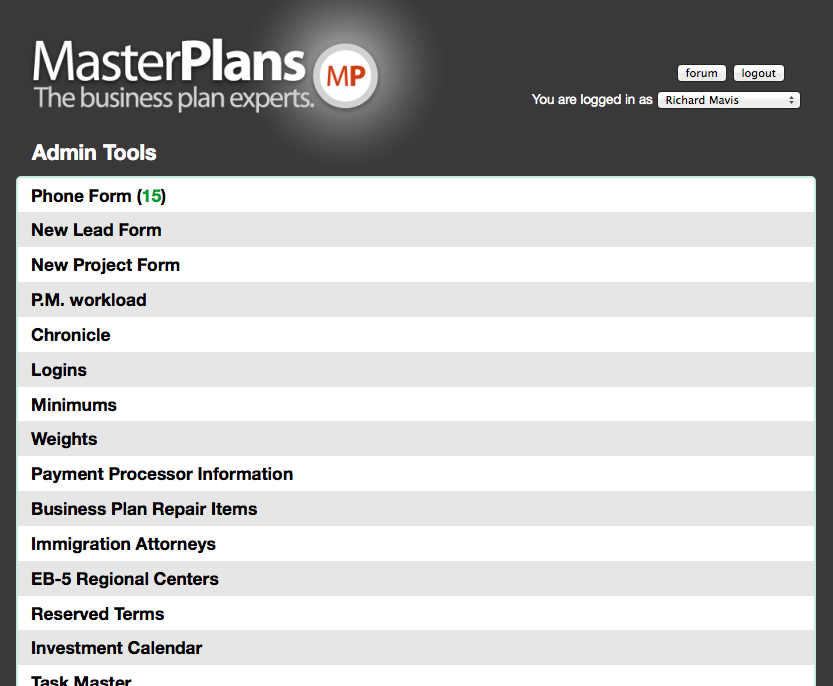 MasterPlans
MP
The business plan experts.
forum
logout
You are logged in as Richard Mavis
Admin Tools
Phone Form (15)
New Lead Form
New Project Form
P.M. workload
Chronicle
Logins
Minimums
Weights
Payment Processor Information
Business Plan Repair Items
Immigration Attorneys
EB-5 Regional Centers
Reserved Terms
Investment Calendar
Task Master